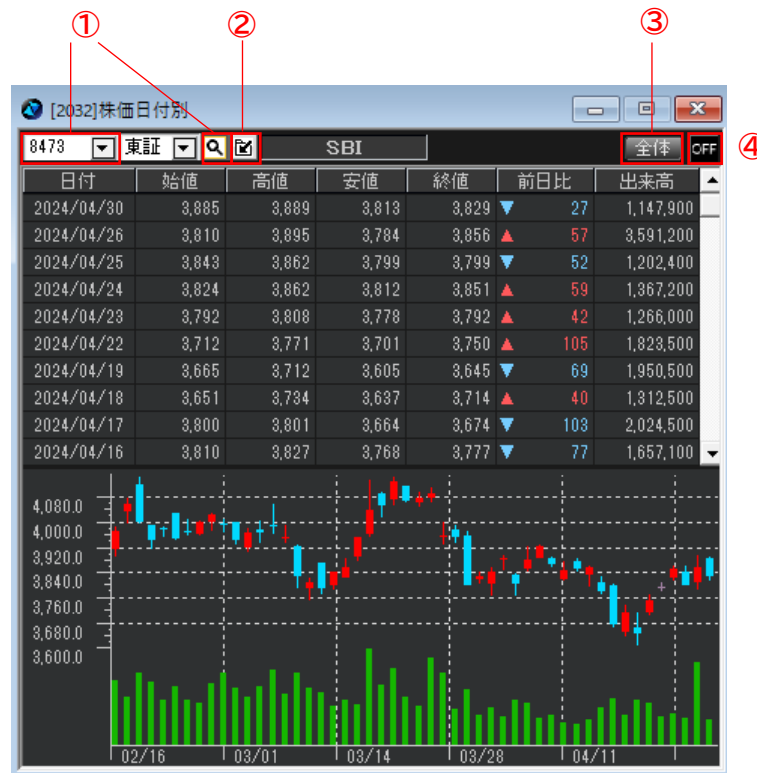 ① ② ③
[2032]株価日付別
8473 東証 SBI 全体 OFF ④
日付 始値 高値 安値 終値 前日比 出来高
2024/04/30 3,885 3,889 3,813 3,829 ▼ 27 1,147,900
2024/04/26 3,810 3,895 3,784 3,856 ▲ 57 3,591,200
2024/04/25 3,843 3,862 3,799 3,799 ▼ 52 1,202,400
2024/04/24 3,824 3,862 3,812 3,851 ▲ 59 1,367,200
2024/04/23 3,792 3,808 3,778 3,792 ▲ 42 1,266,000
2024/04/22 3,712 3,771 3,701 3,750 ▲ 105 1,823,500
2024/04/19 3,665 3,712 3,605 3,645 ▼ 69 1,950,500
2024/04/18 3,651 3,734 3,637 3,714 ▲ 40 1,312,500
2024/04/17 3,800 3,801 3,664 3,674 ▼ 103 2,024,500
2024/04/16 3,810 3,827 3,768 3,777 ▼ 77 1,657,100
4,080.0
4,000.0
3,920.0
3,840.0
3,760.0
3,680.0
3,600.0
02/16 03/01 03/14 03/28 04/11